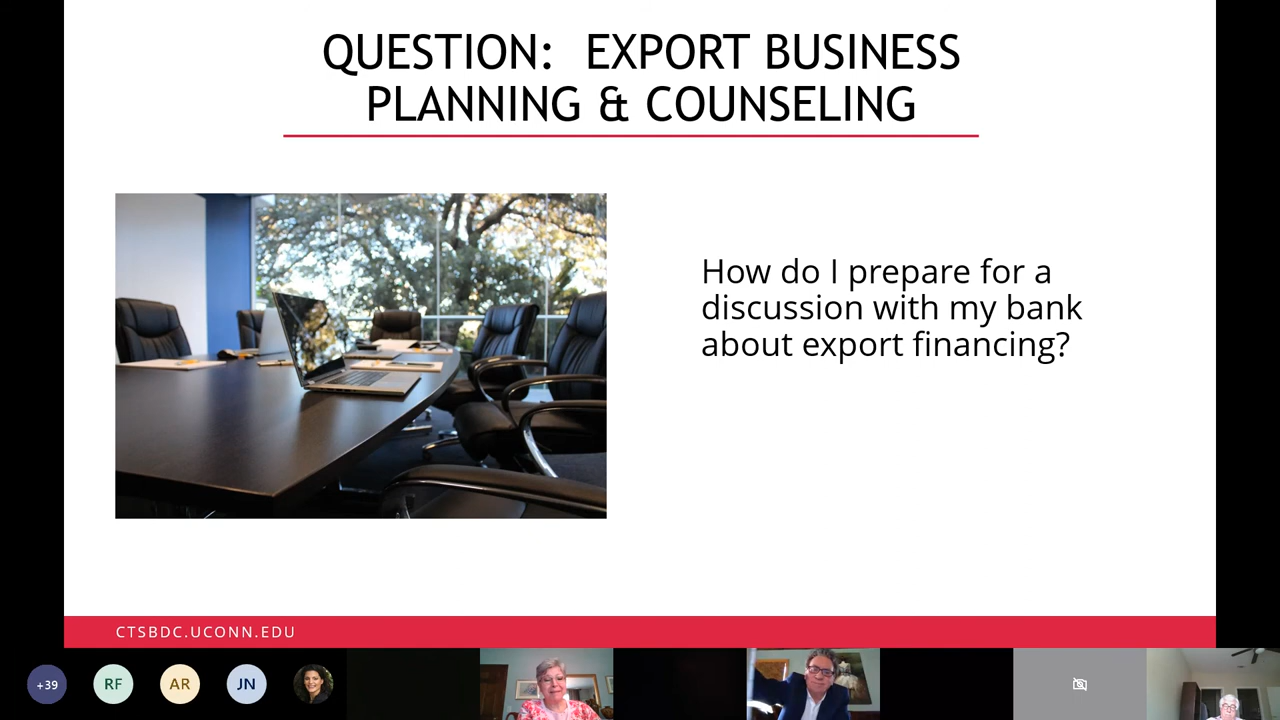 QUESTION: EXPORT BUSINESS
PLANNING & COUNSELING
How do I prepare for a
discussion with my bank
about export financing?
CTSBDC.UCONN.EDU
+39
RF
AR
JN